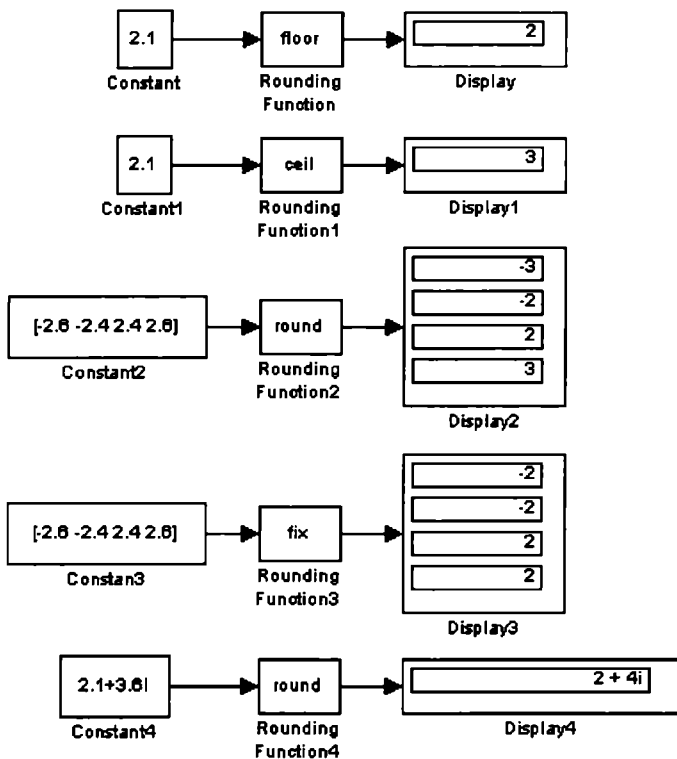 2.1
floor
2
Constant
Rounding
Function
Display
2.1
ceil
3
Constant1
Rounding
Function1
Display1
[-2.6 -2.4 2.4 2.6]
round
-3
-2
2
3
Constant2
Rounding
Function2
Display2
[-2.6 -2.4 2.4 2.6]
fix
-2
-2
2
2
Constan3
Rounding
Function3
Display3
2.1+3.6i
round
2 + 4i
Constant4
Rounding
Function4
Display4